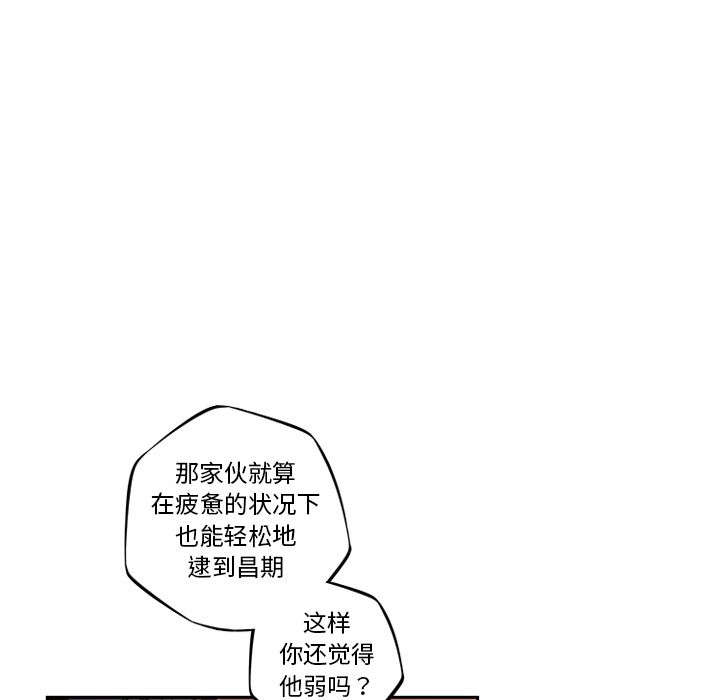 那家伙就算
在疲惫的状况下
也能轻松地
逮到昌期
这样
你还觉得
他弱吗？